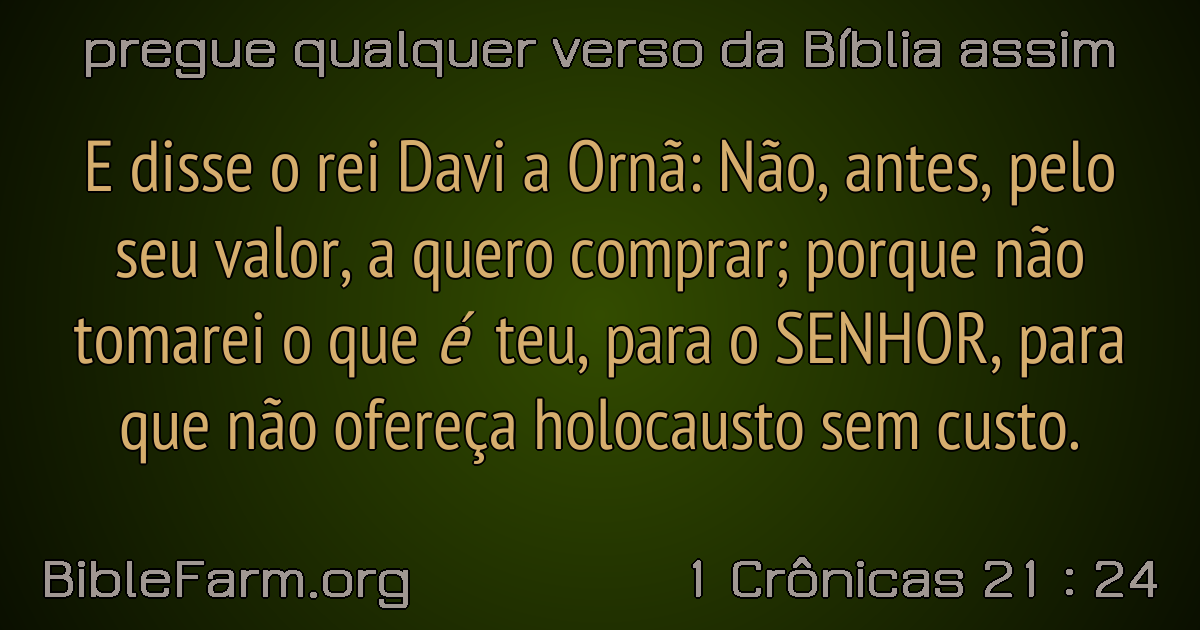 pregue qualquer verso da Bíblia assim
E disse o rei Davi a Ornã: Não, antes, pelo
seu valor, a quero comprar; porque não
tomarei o que é teu, para o SENHOR, para
que não ofereça holocausto sem custo.
BibleFarm.org
1 Crônicas 21 : 24